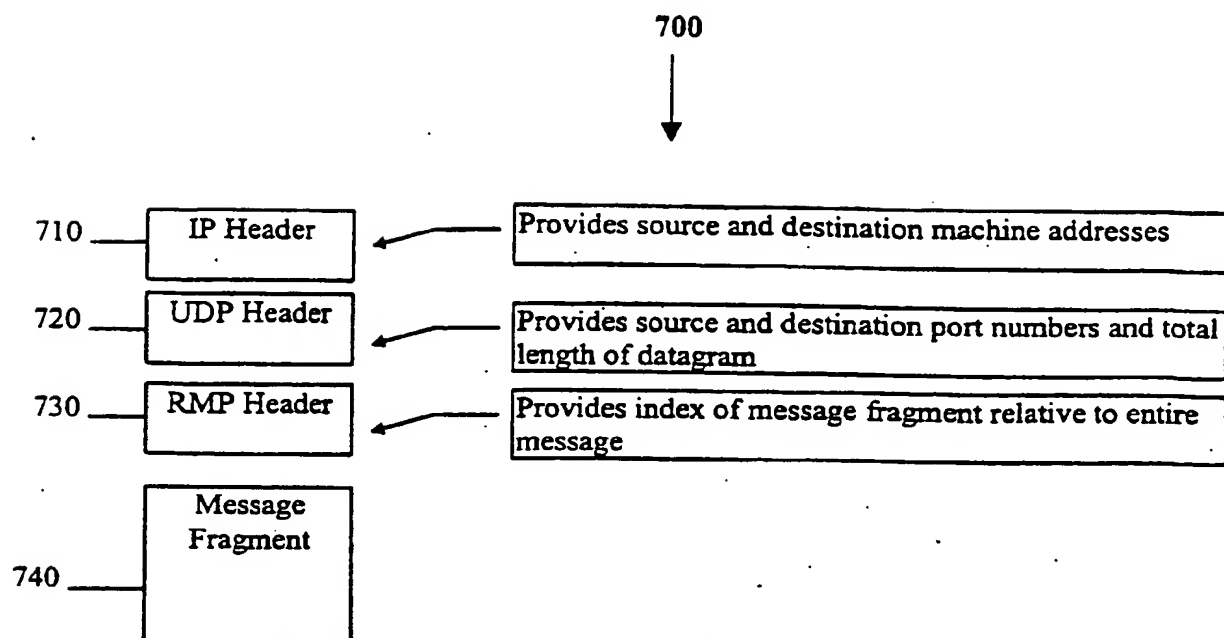 700
710
IP Header
Provides source and destination machine addresses
720
UDP Header
Provides source and destination port numbers and total
length of datagram
730
RMP Header
Provides index of message fragment relative to entire
message
Message
Fragment
740